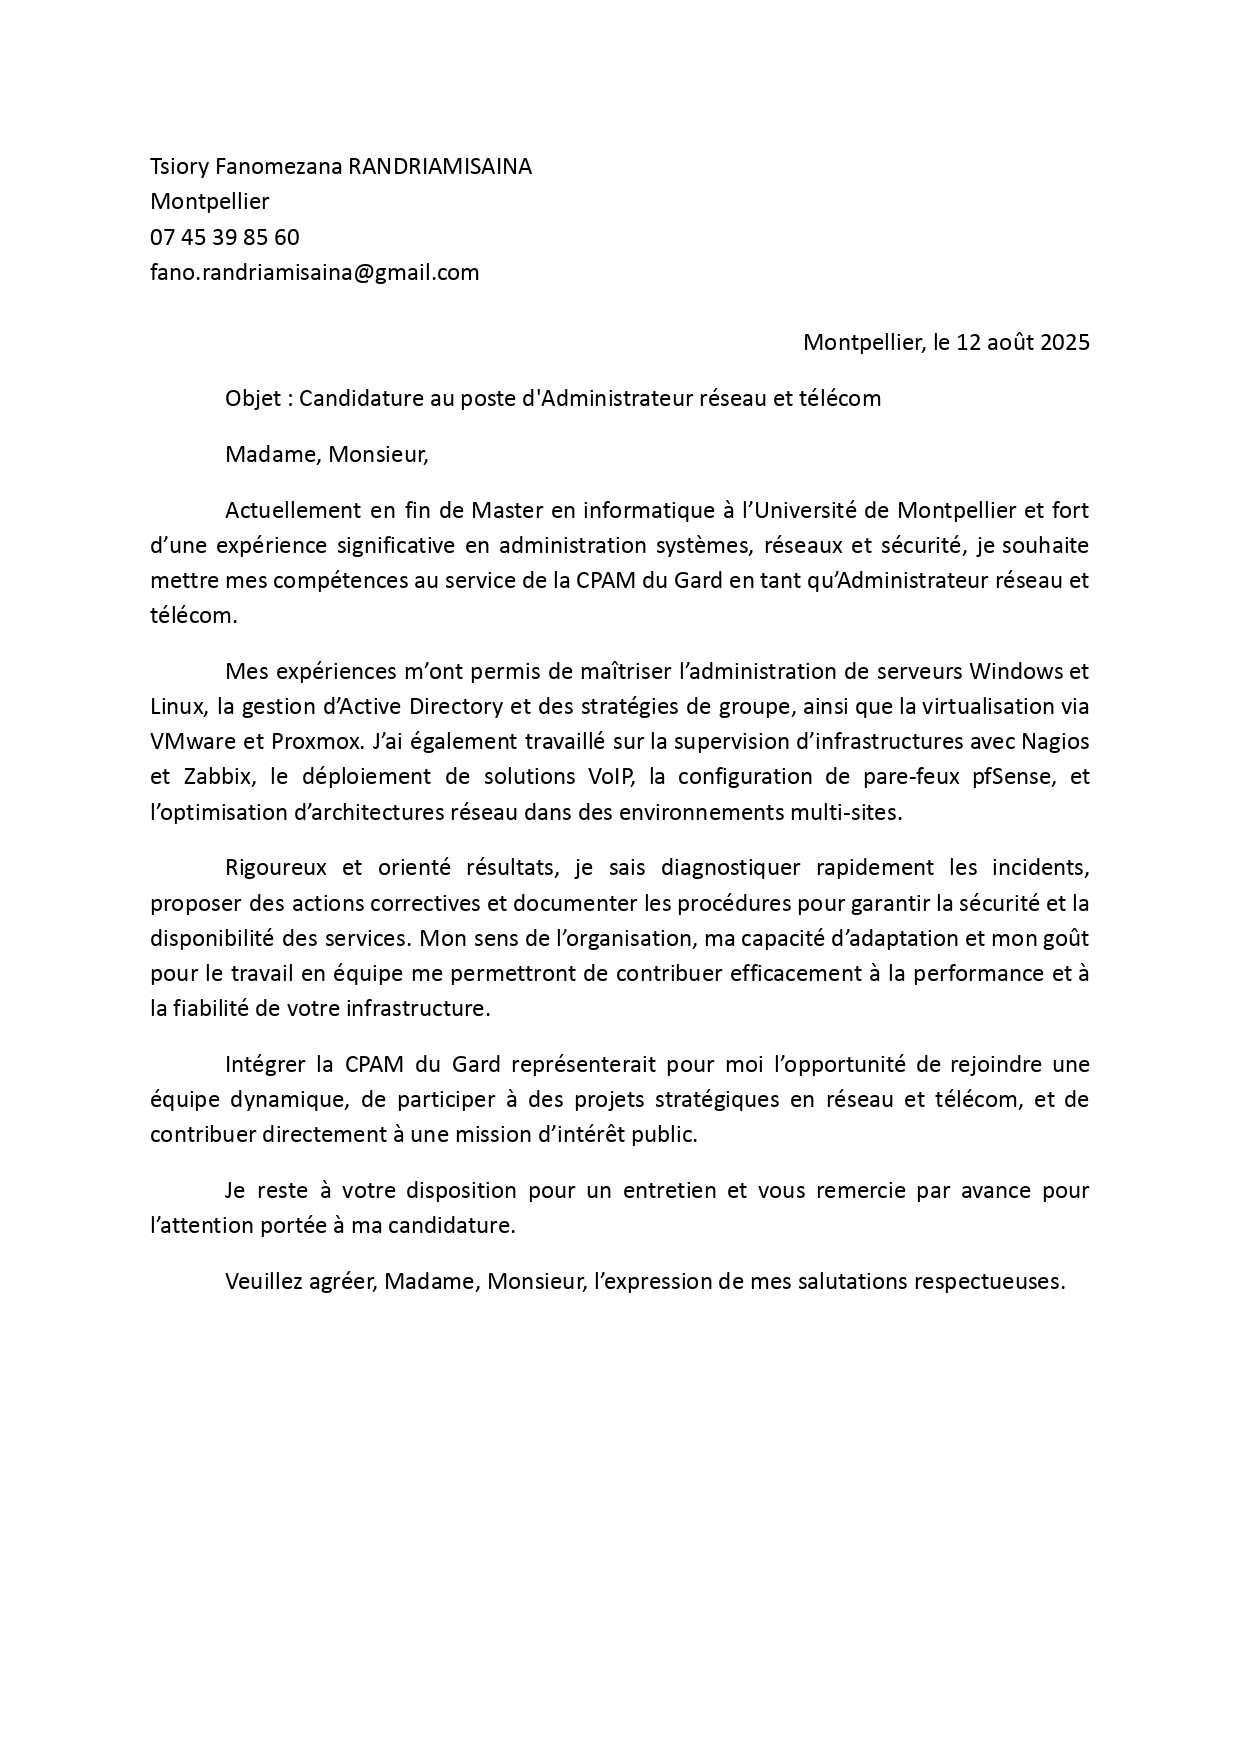 Tsiory Fanomezana RANDRIAMISAINA
Montpellier
07 45 39 85 60
fano.randriamisaina@gmail.com
Montpellier, le 12 août 2025
Objet : Candidature au poste d'Administrateur réseau et télécom
Madame, Monsieur,
Actuellement en fin de Master en informatique à l’Université de Montpellier et fort
d’une expérience significative en administration systèmes, réseaux et sécurité, je souhaite
mettre mes compétences au service de la CPAM du Gard en tant qu’Administrateur réseau et
télécom.
Mes expériences m’ont permis de maîtriser l’administration de serveurs Windows et
Linux, la gestion d’Active Directory et des stratégies de groupe, ainsi que la virtualisation via
VMware et Proxmox. J’ai également travaillé sur la supervision d’infrastructures avec Nagios
et Zabbix, le déploiement de solutions VoIP, la configuration de pare-feux pfSense, et
l’optimisation d’architectures réseau dans des environnements multi-sites.
Rigoureux et orienté résultats, je sais diagnostiquer rapidement les incidents,
proposer des actions correctives et documenter les procédures pour garantir la sécurité et la
disponibilité des services. Mon sens de l’organisation, ma capacité d’adaptation et mon goût
pour le travail en équipe me permettront de contribuer efficacement à la performance et à
la fiabilité de votre infrastructure.
Intégrer la CPAM du Gard représenterait pour moi l’opportunité de rejoindre une
équipe dynamique, de participer à des projets stratégiques en réseau et télécom, et de
contribuer directement à une mission d’intérêt public.
Je reste à votre disposition pour un entretien et vous remercie par avance pour
l’attention portée à ma candidature.
Veuillez agréer, Madame, Monsieur, l’expression de mes salutations respectueuses.